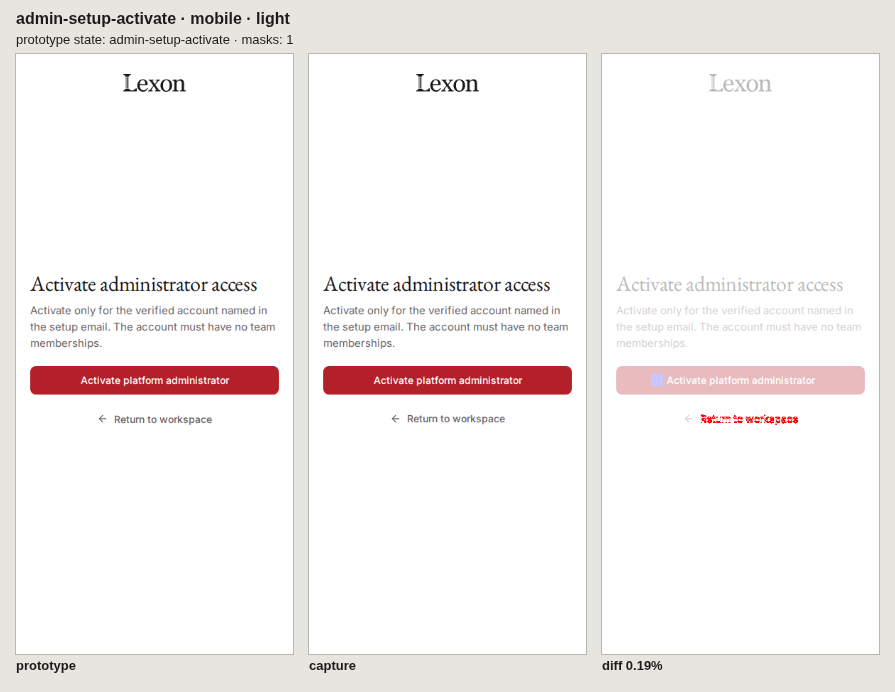 admin-setup-activate · mobile · light
prototype state: admin-setup-activate · masks: 1
Lexon
Activate administrator access
Activate only for the verified account named in
the setup email. The account must have no team
memberships.
Activate platform administrator
← Return to workspace
prototype
Lexon
Activate administrator access
Activate only for the verified account named in
the setup email. The account must have no team
memberships.
Activate platform administrator
← Return to workspace
capture
Lexon
Activate administrator access
Activate only for the verified account named in
the setup email. The account must have no team
memberships.
Activate platform administrator
← Return to workspace
diff 0.19%